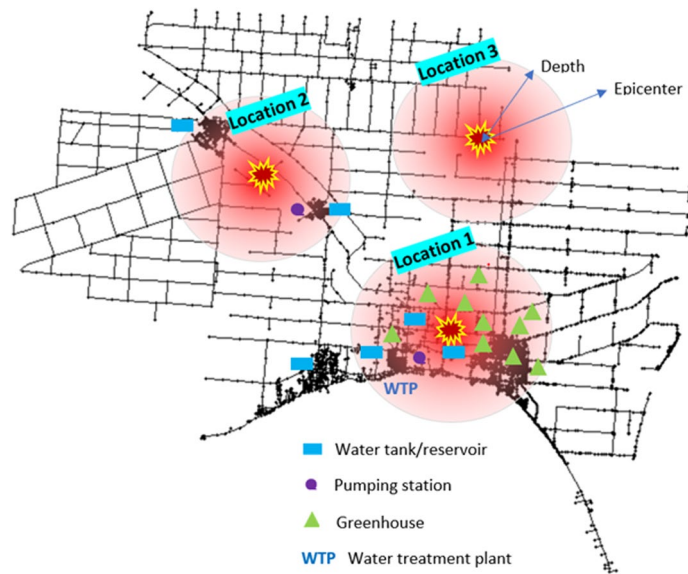 Location 3
Depth
Epicenter
Location 2
Location 1
WTP
Water tank/reservoir
Pumping station
Greenhouse
WTP Water treatment plant